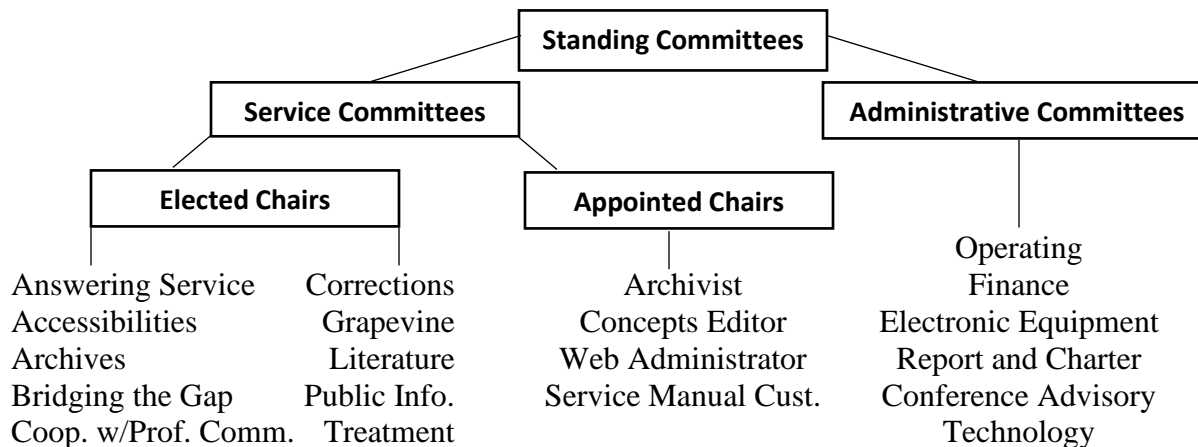 Standing Committees
Service Committees
Administrative Committees
Elected Chairs
Appointed Chairs
Answering Service
Accessibilities
Archives
Bridging the Gap
Coop. w/Prof. Comm.
Corrections
Grapevine
Literature
Public Info.
Treatment
Archivist
Concepts Editor
Web Administrator
Service Manual Cust.
Operating
Finance
Electronic Equipment
Report and Charter
Conference Advisory
Technology